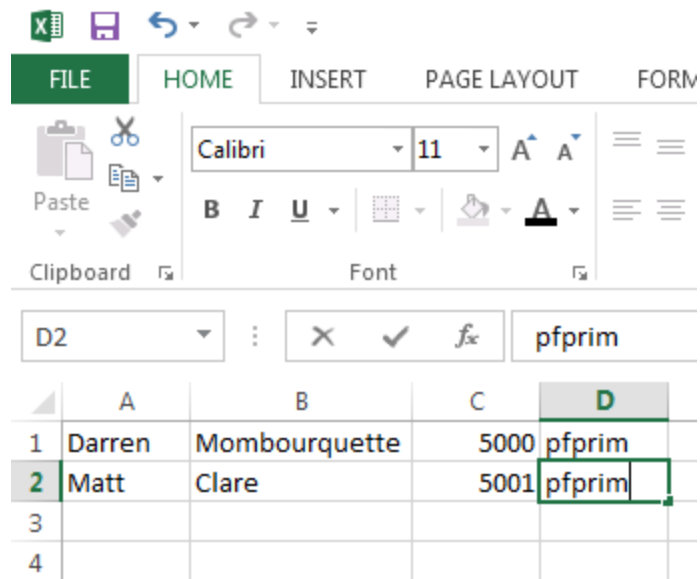 FILE HOME INSERT PAGE LAYOUT FORM
Calibri 11 A A
Paste
B I U A
Clipboard Font
D2 fx pfprim
A B C D
1 Darren Mombourquette 5000 pfprim
2 Matt Clare 5001 pfprim
3
4